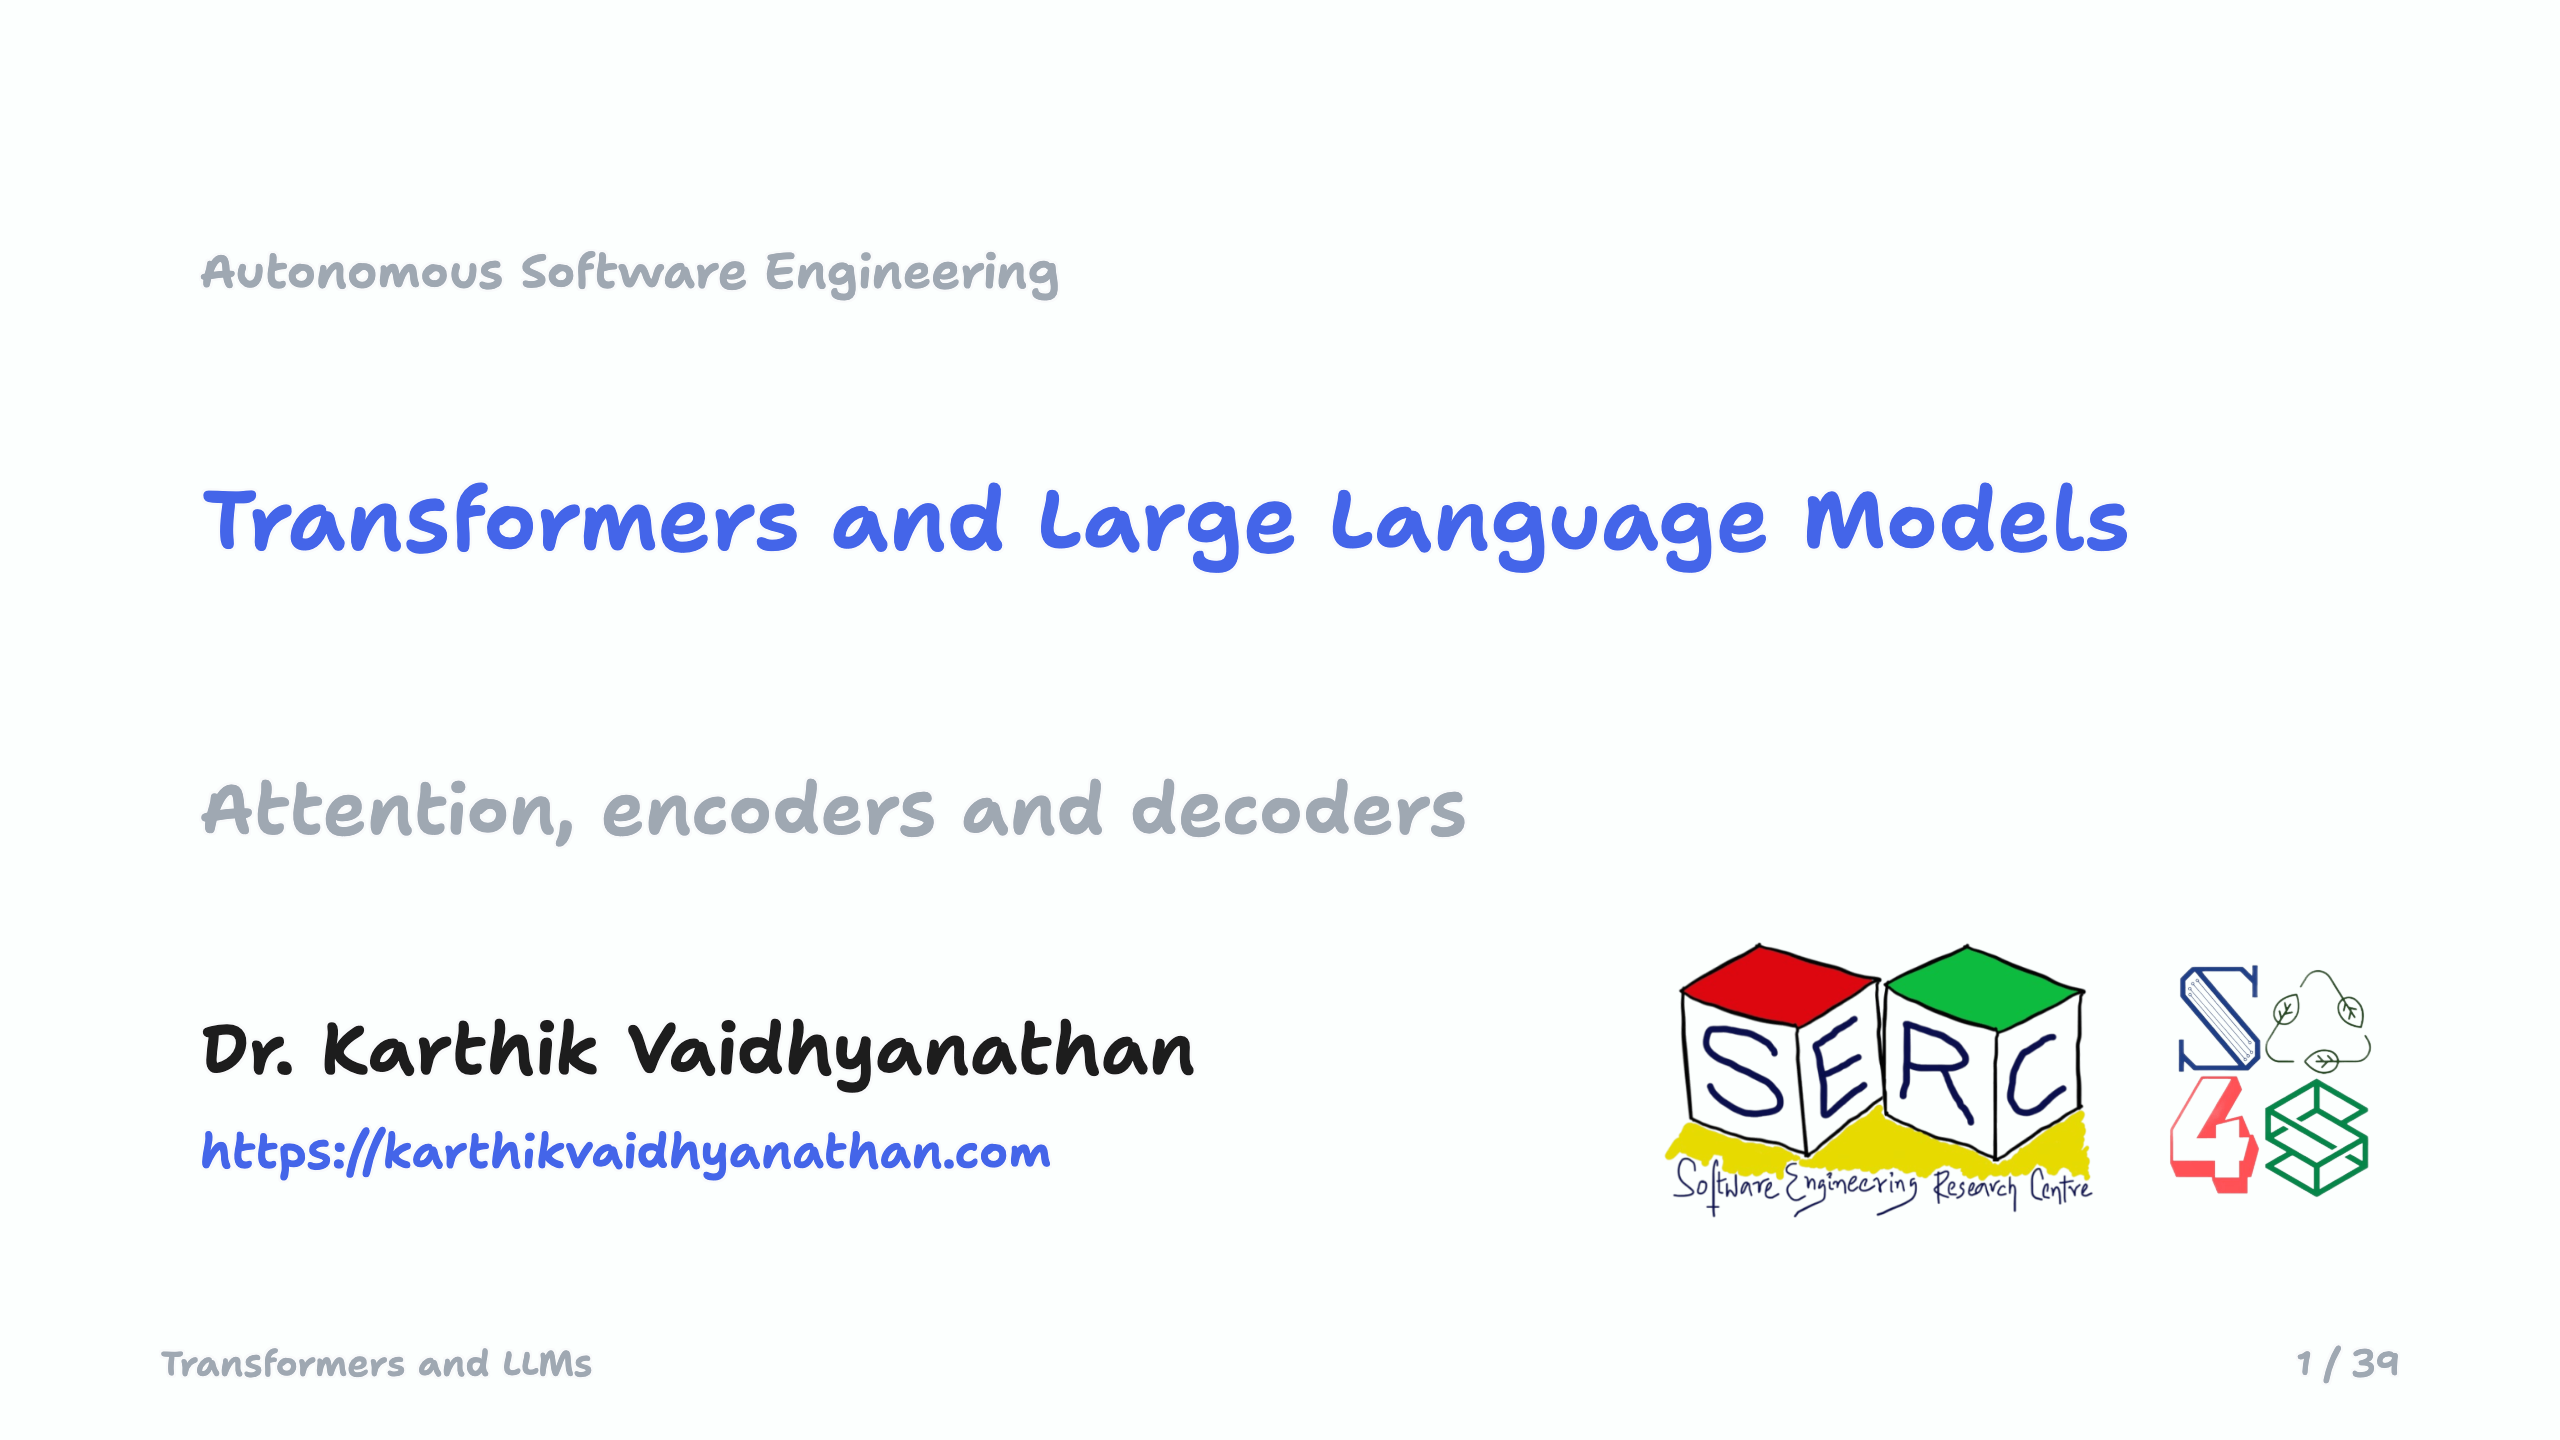 Autonomous Software Engineering
Transformers and Large Language Models
Attention, encoders and decoders
Dr. Karthik Vaidhyanathan
https://karthikvaidhyanathan.com
SERC
Software Engineering Research Centre
S
4S
Transformers and LLMs
1 / 39